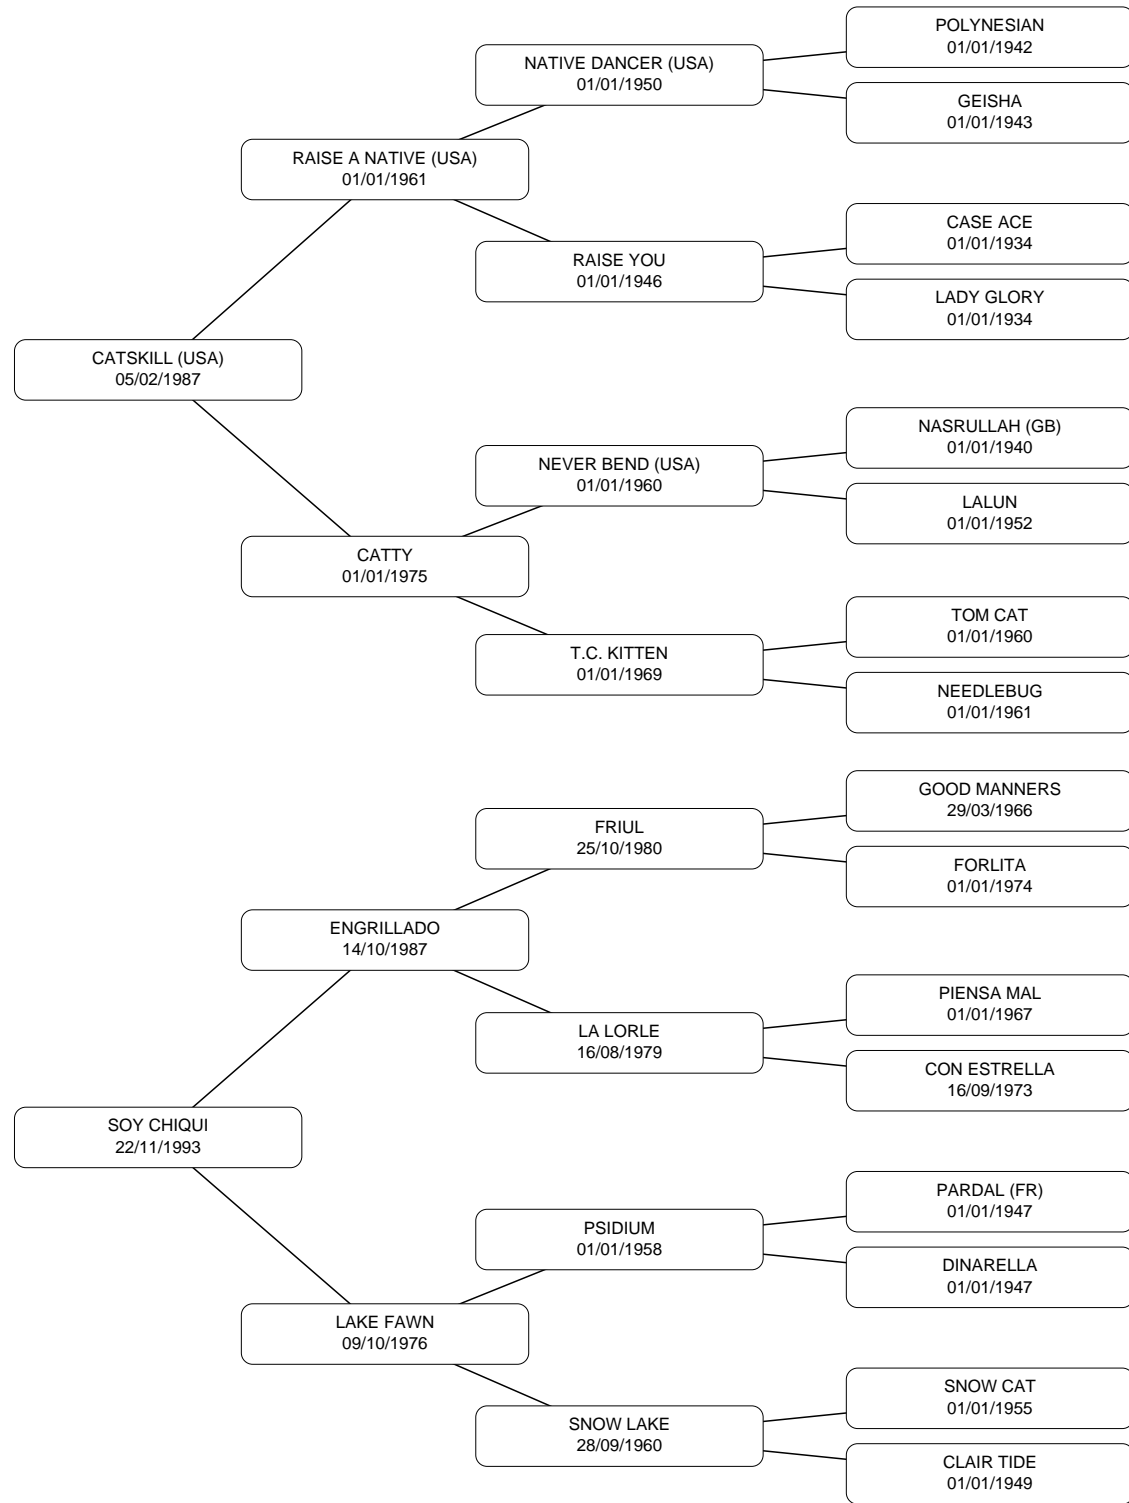 POLYNESIAN
01/01/1942
NATIVE DANCER (USA)
01/01/1950
GEISHA
01/01/1943
RAISE A NATIVE (USA)
01/01/1961
CASE ACE
01/01/1934
RAISE YOU
01/01/1946
LADY GLORY
01/01/1934
CATSKILL (USA)
05/02/1987
NASRULLAH (GB)
01/01/1940
NEVER BEND (USA)
01/01/1960
LALUN
01/01/1952
CATTY
01/01/1975
TOM CAT
01/01/1960
T.C. KITTEN
01/01/1969
NEEDLEBUG
01/01/1961
GOOD MANNERS
29/03/1966
FRIUL
25/10/1980
FORLITA
01/01/1974
ENGRILLADO
14/10/1987
PIENSA MAL
01/01/1967
LA LORLE
16/08/1979
CON ESTRELLA
16/09/1973
SOY CHIQUI
22/11/1993
PARDAL (FR)
01/01/1947
PSIDIUM
01/01/1958
DINARELLA
01/01/1947
LAKE FAWN
09/10/1976
SNOW CAT
01/01/1955
SNOW LAKE
28/09/1960
CLAIR TIDE
01/01/1949